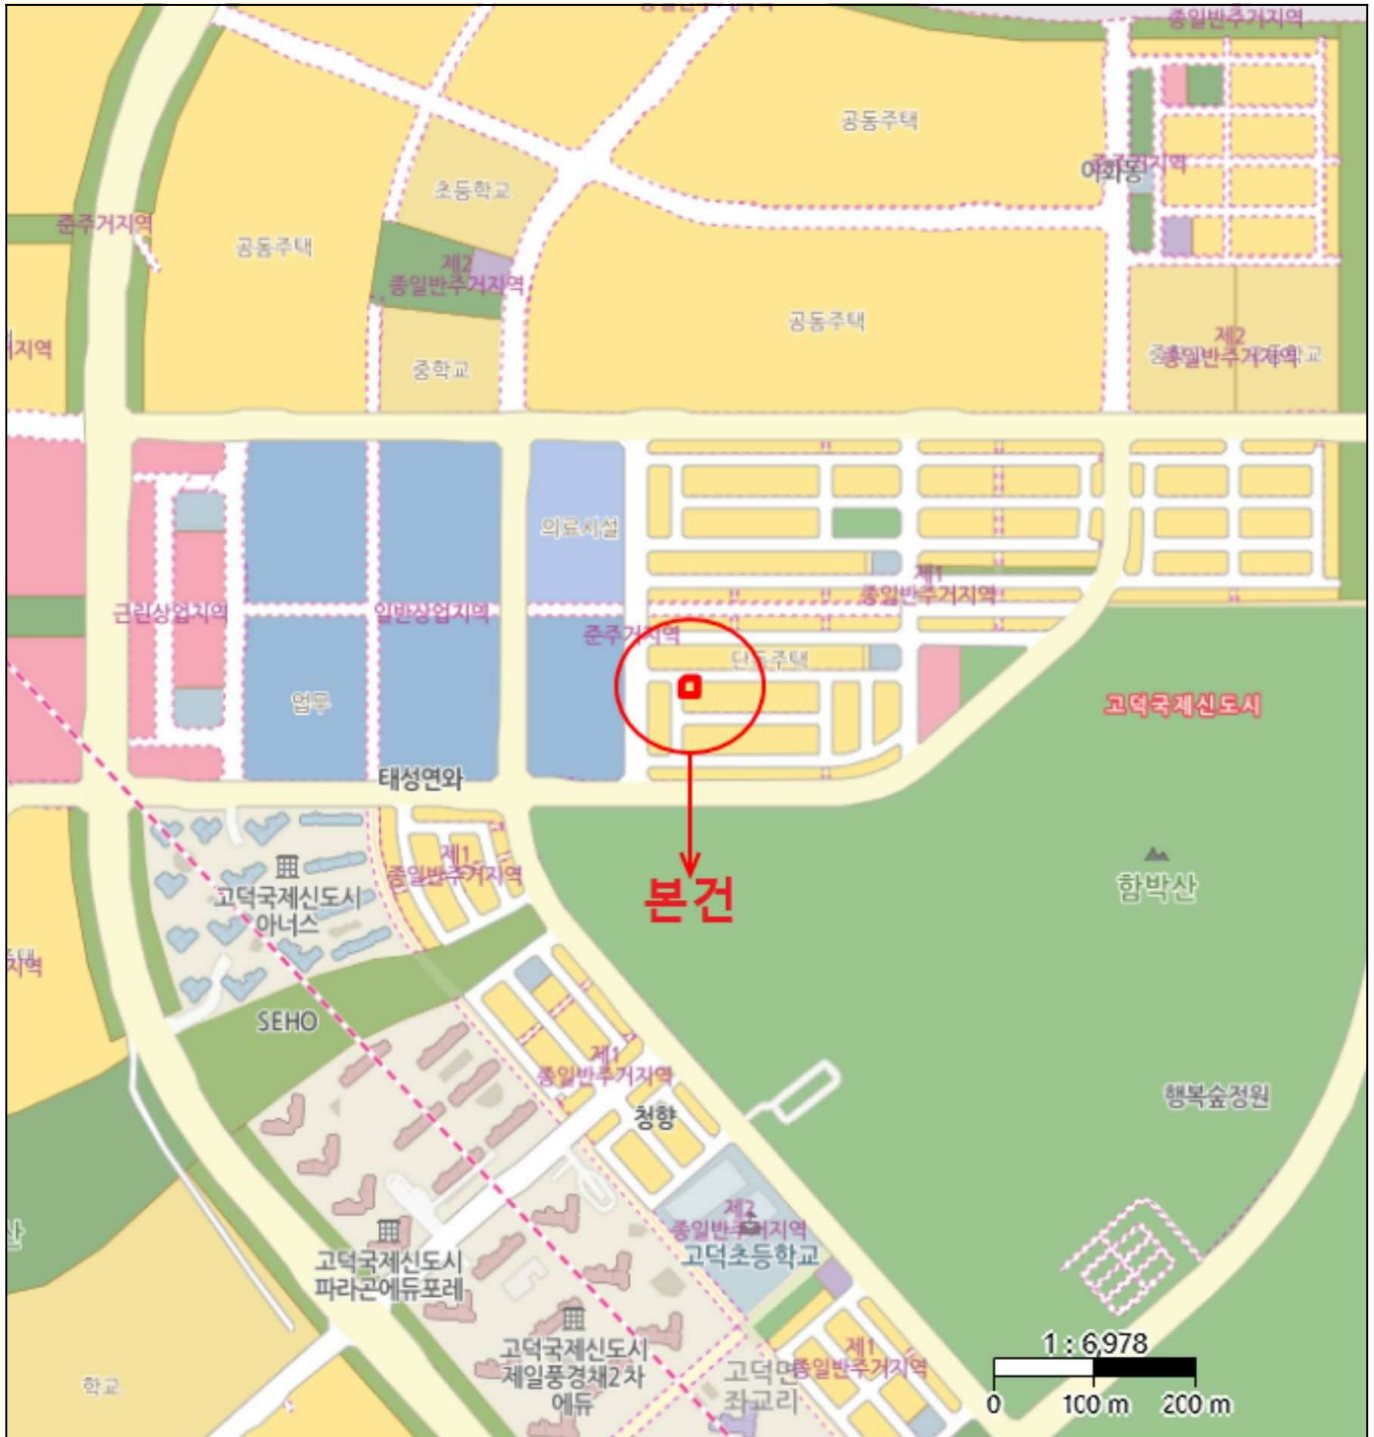 종일반주거지역
공동주택
초등학교
준주거지역
공동주택
제2
종일반주거지역
공동주택
제2
종일반주거지역
거지역
중학교
의료시설
제1
종일반주거지역
근린상업지역
일반상업지역
준주거지역
단독주택
업무
고덕국제신도시
태성연와
제1
종일반주거지역
고덕국제신도시
아너스
본건
함박산
지역
SEHO
제1
종일반주거지역
청향
행복숲정원
제2
종일반주거지역
고덕초등학교
산
고덕국제신도시
파라곤에듀포레
고덕국제신도시
제일풍경채2차
에듀
고덕면
좌교리
제1
종일반주거지역
학교
1 : 6,978
0 100 m 200 m